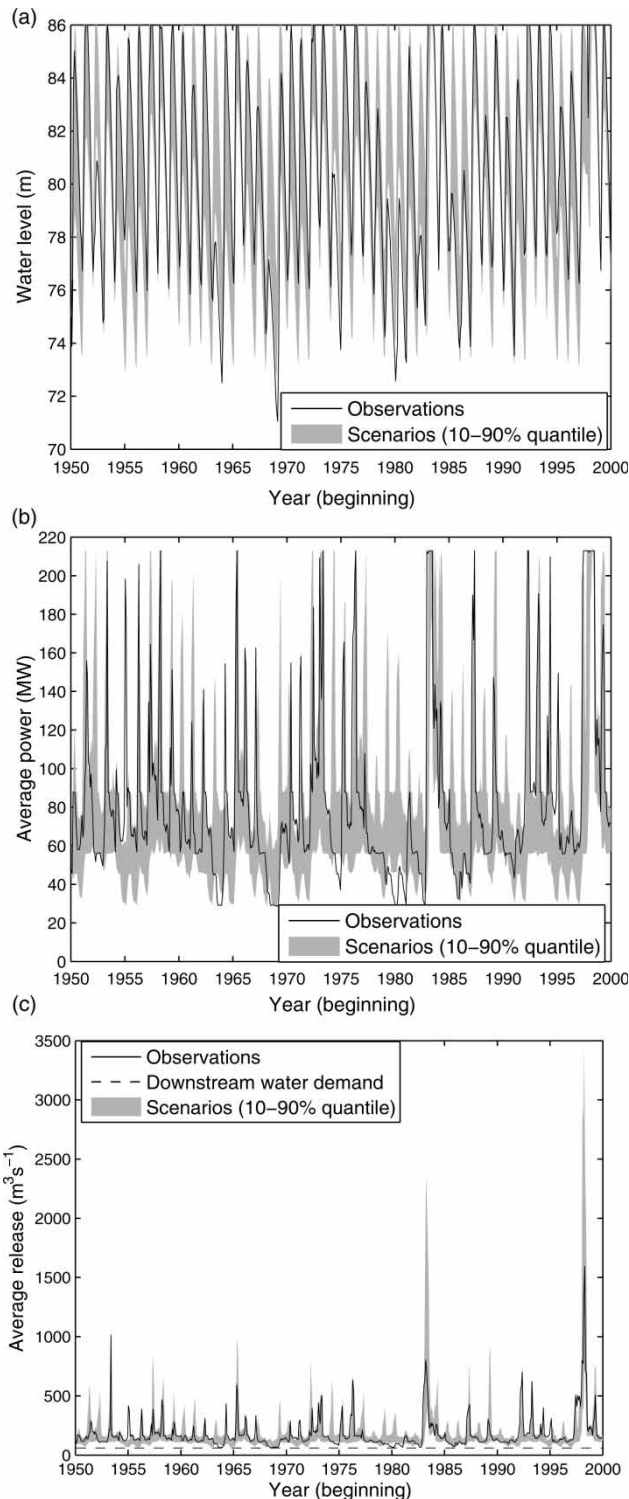 (a)
86
84
82
80
78
76
74
72
70
Water level (m)
Observations
Scenarios (10–90% quantile)
1950 1955 1960 1965 1970 1975 1980 1985 1990 1995 2000
Year (beginning)
(b)
220
200
180
160
140
120
100
80
60
40
20
0
Average power (MW)
Observations
Scenarios (10–90% quantile)
1950 1955 1960 1965 1970 1975 1980 1985 1990 1995 2000
Year (beginning)
(c)
3500
3000
2500
2000
1500
1000
500
0
Average release (m³s⁻¹)
Observations
Downstream water demand
Scenarios (10–90% quantile)
1950 1955 1960 1965 1970 1975 1980 1985 1990 1995 2000
Year (beginning)